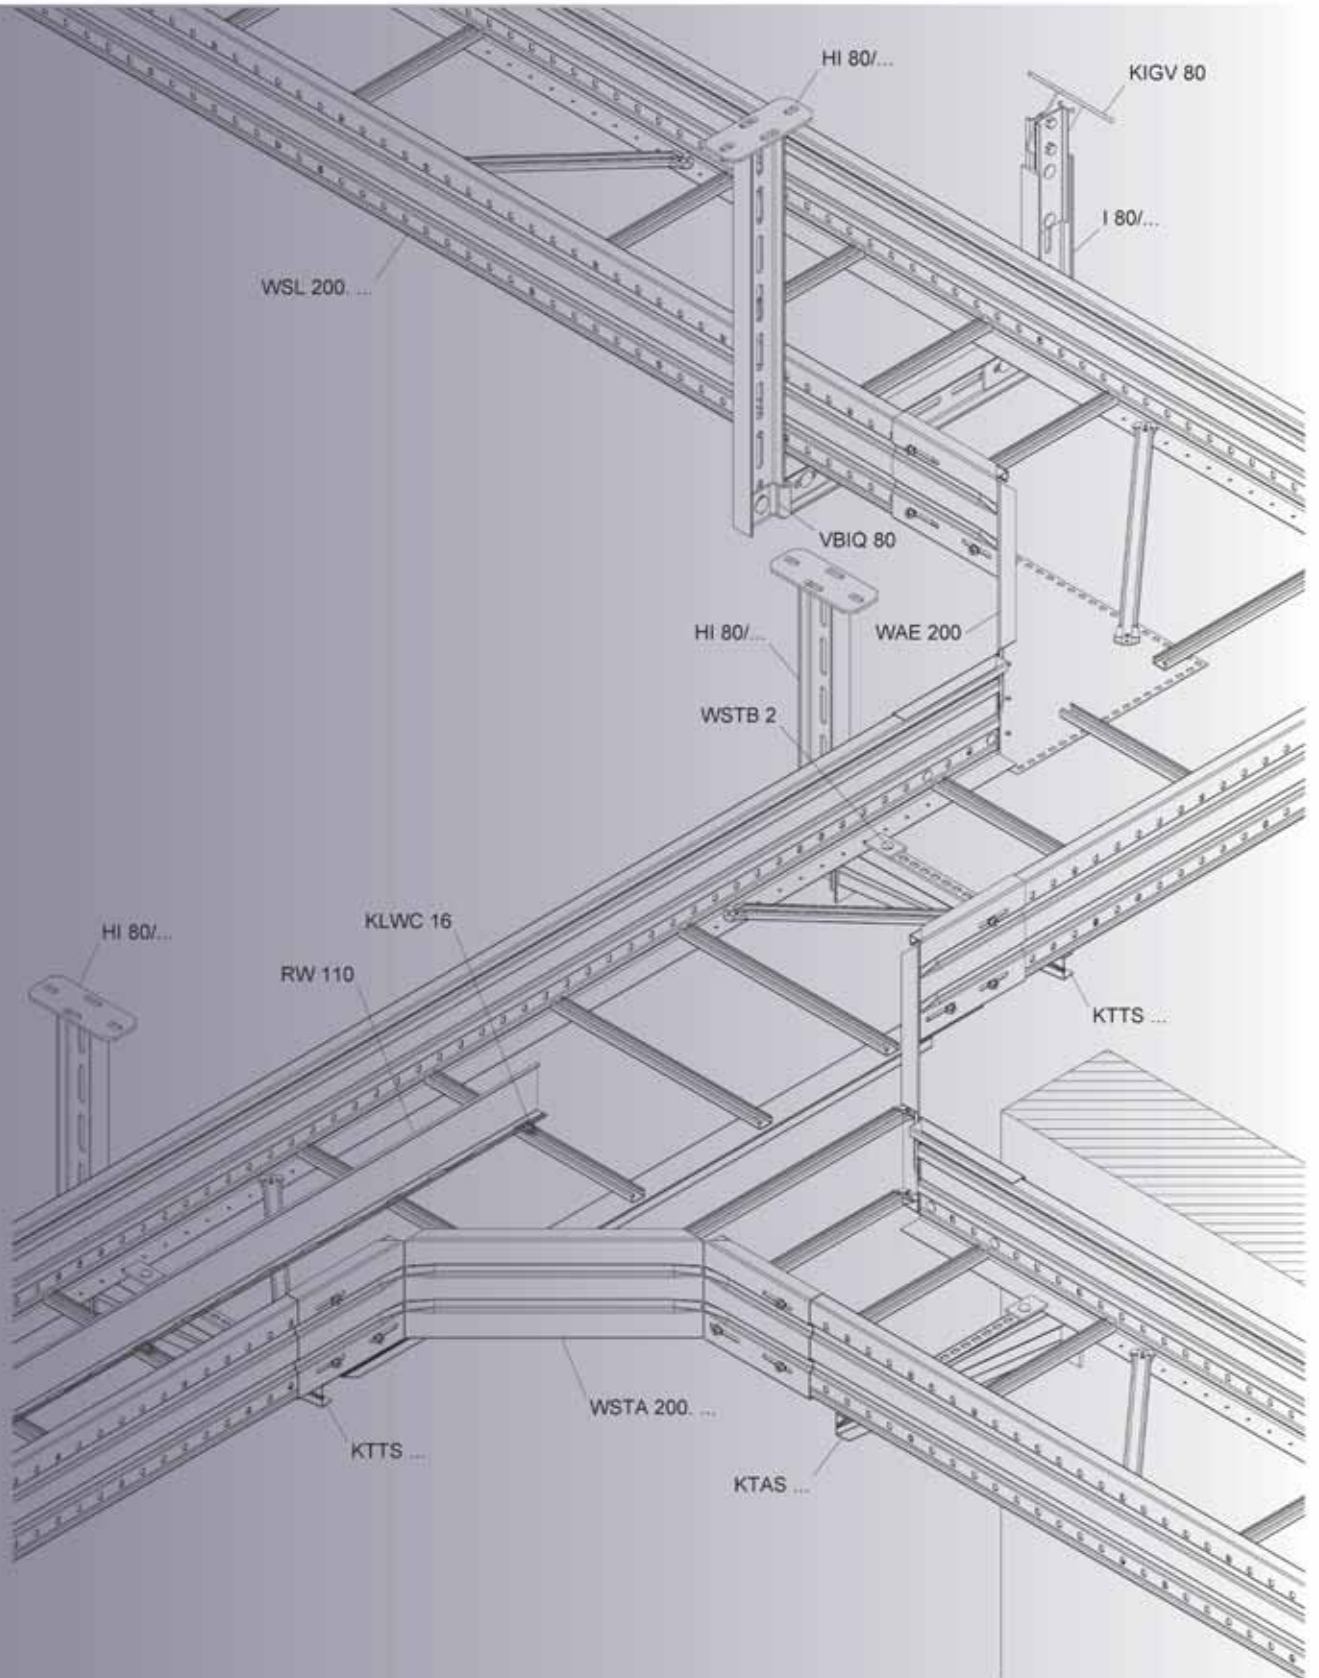 HI 80/...
KIGV 80
I 80/...
WSL 200. ...
VBIQ 80
HI 80/...
WAE 200
WSTB 2
KLWC 16
HI 80/...
RW 110
KTTS ...
WSTA 200. ...
KTTS ...
KTAS ...